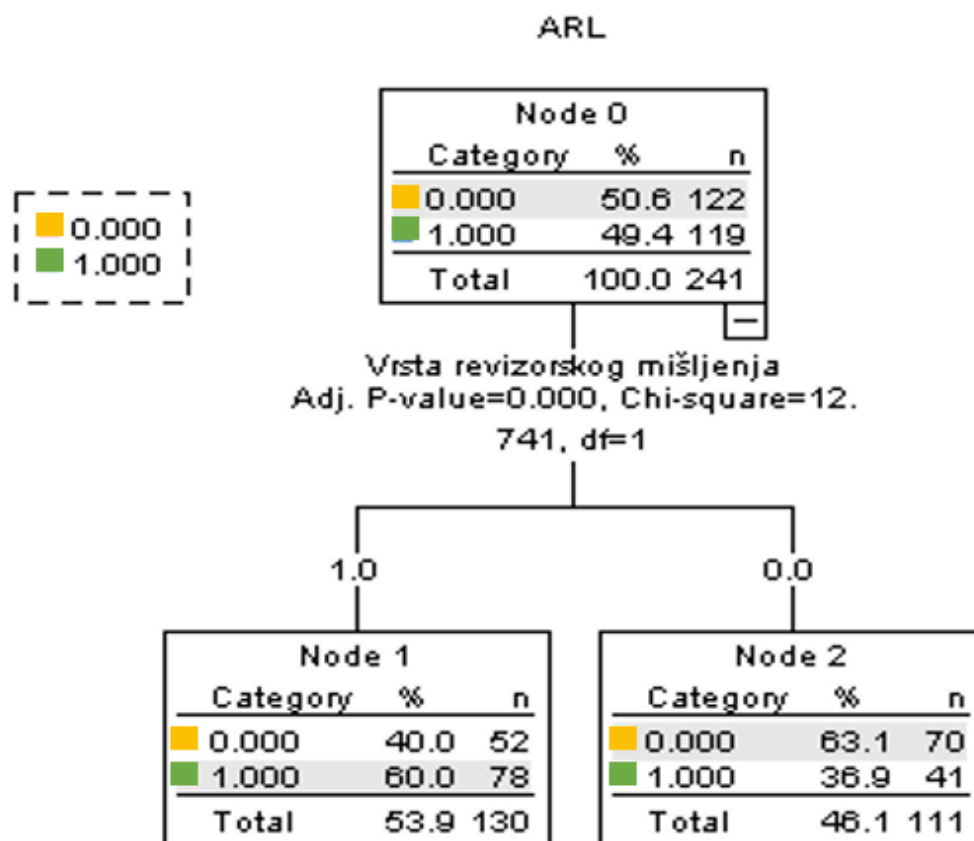 ARL
Node 0
Category % n
0.000 50.6 122
1.000 49.4 119
Total 100.0 241
0.000
1.000
Vrsta revizorskog mišljenja
Adj. P-value=0.000, Chi-square=12.
741, df=1
1.0
0.0
Node 1
Category % n
0.000 40.0 52
1.000 60.0 78
Total 53.9 130
Node 2
Category % n
0.000 63.1 70
1.000 36.9 41
Total 46.1 111